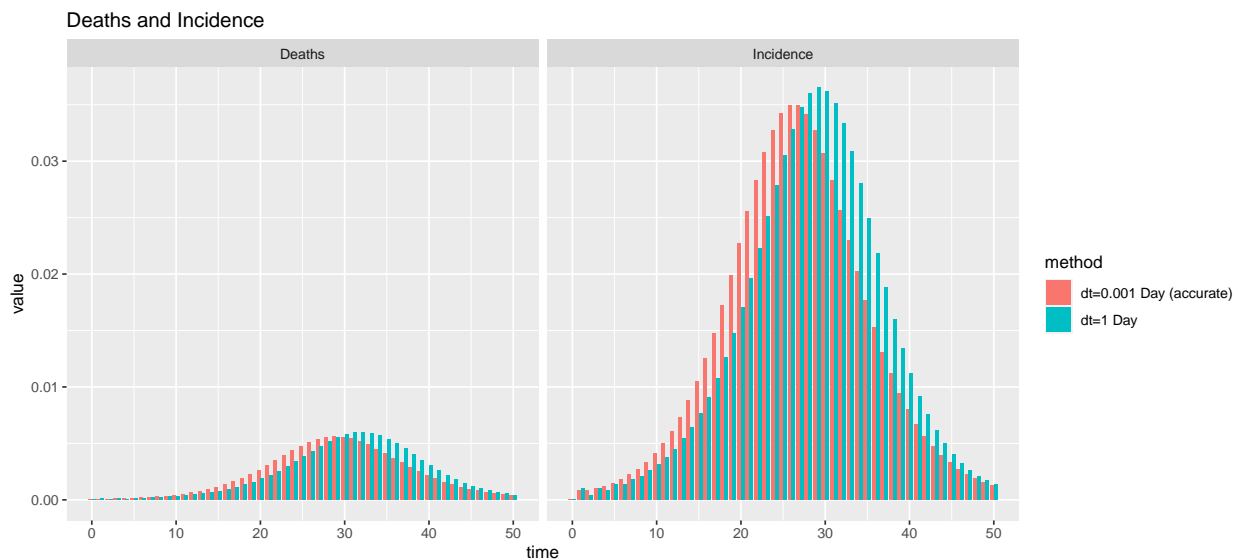 Deaths and Incidence
Deaths
Incidence
0.03
0.02
0.01
0.00
value
0 10 20 30 40 50
0 10 20 30 40 50
time
method
dt=0.001 Day (accurate)
dt=1 Day